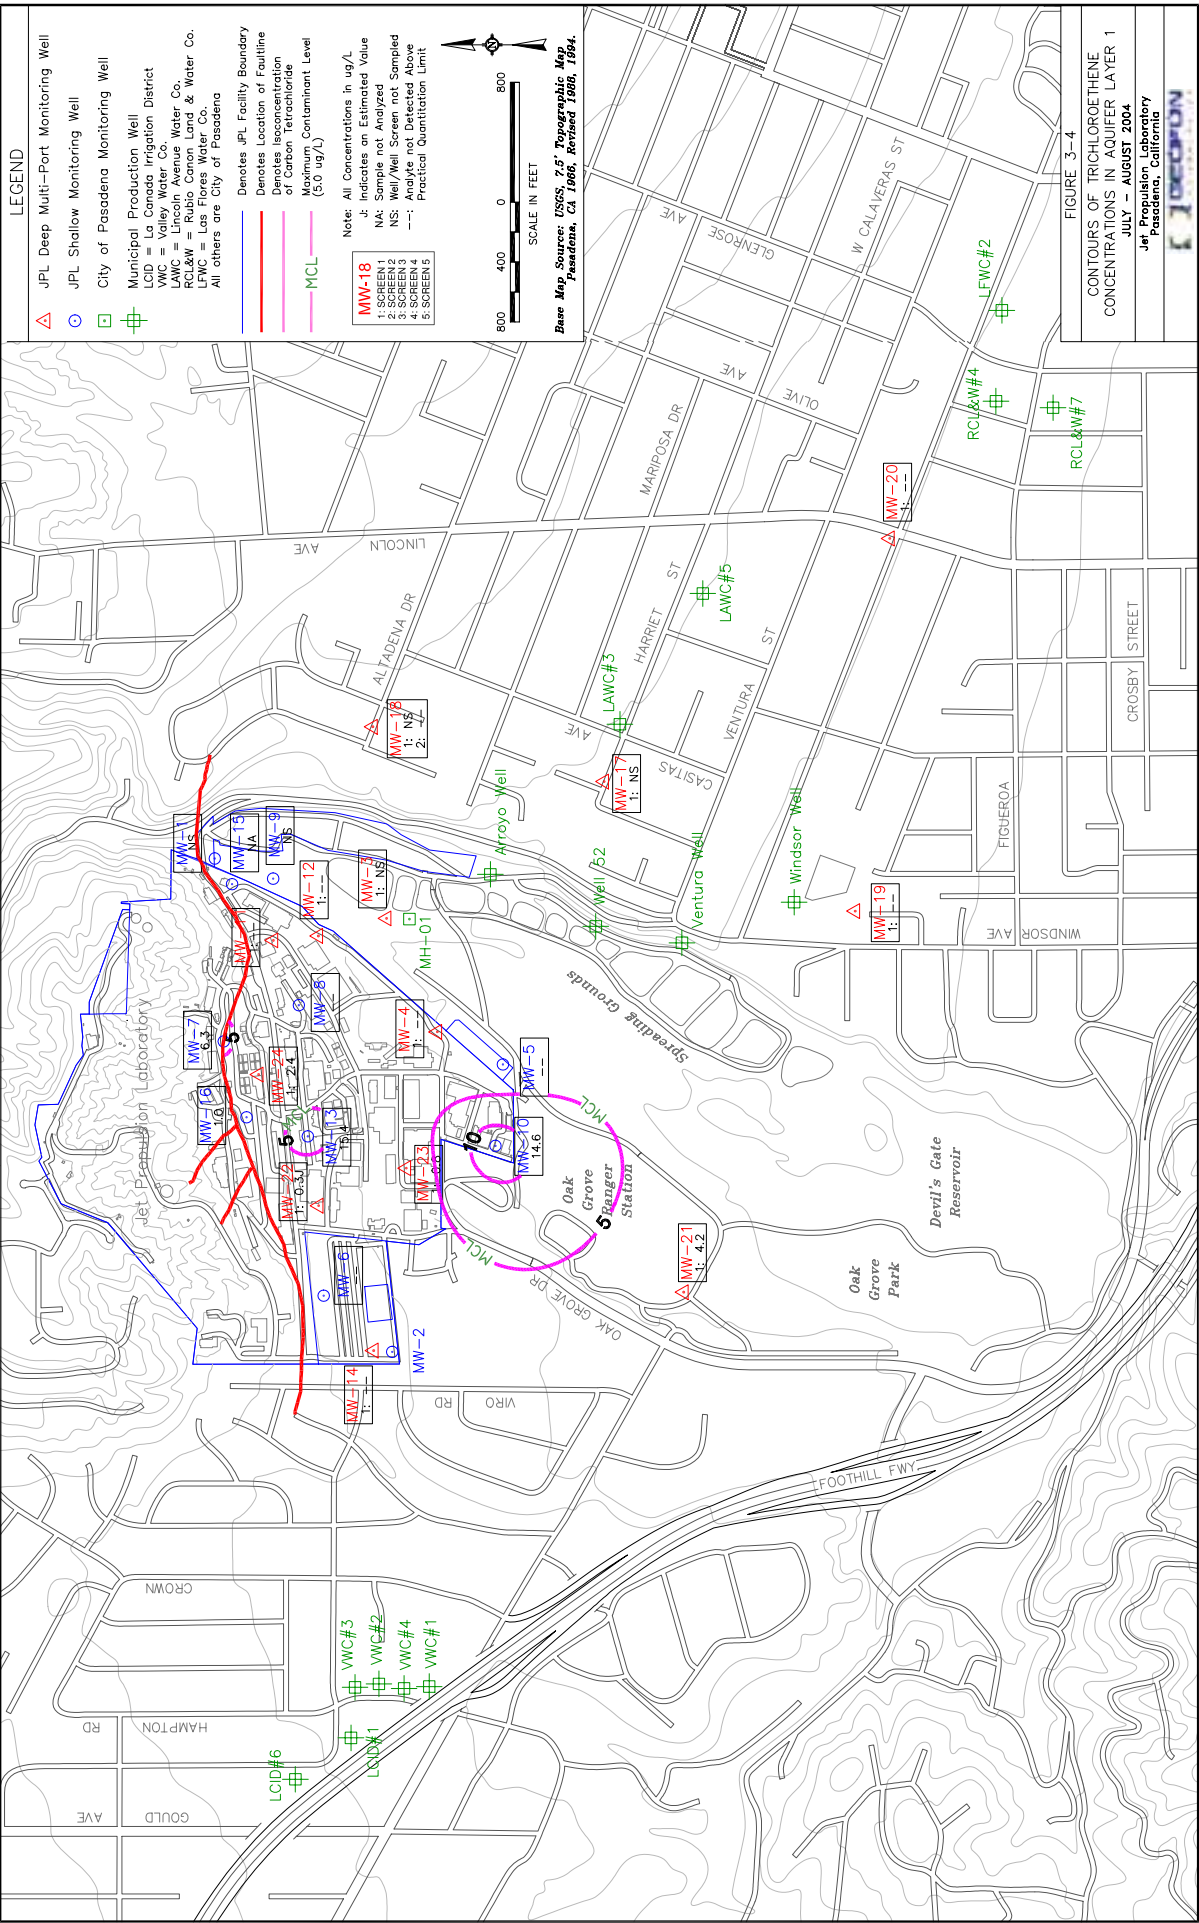 LEGEND
JPL Deep Multi-Port Monitoring Well
JPL Shallow Monitoring Well
City of Pasadena Monitoring Well
Municipal Production Well
LCID = La Canada Irrigation District
VWC = Valley Water Co.
LAWC = Lincoln Avenue Water Co.
RCL&W = Rubio Canon Land & Water Co.
LFWC = Las Flores Water Co.
All others are City of Pasadena
Denotes JPL Facility Boundary
Denotes Location of Faultline
Denotes Isoconcentration
of Carbon Tetrachloride
MCL
Maximum Contaminant Level
(5.0 ug/L)
MW-18
1: SCREEN 1
2: SCREEN 2
3: SCREEN 3
4: SCREEN 4
5: SCREEN 5
Note: All Concentrations in ug/L
J: Indicates an Estimated Value
NA: Sample not Analyzed
NS: Well/Well Screen not Sampled
--: Analyte not Detected Above
Practical Quantitation Limit
N
800 400 0 800
SCALE IN FEET
Base Map Source: USGS, 7.5' Topographic Map
Pasadena, CA 1966, Revised 1988, 1994.
FIGURE 3-4
CONTOURS OF TRICHLOROETHENE
CONCENTRATIONS IN AQUIFER LAYER 1
JULY - AUGUST 2004
Jet Propulsion Laboratory
Pasadena, California
GEOFON
GLENROSE
AVE
W CALAVERAS ST
LFWC#2
RCL&W#4
RCL&W#7
OLIVE
AVE
MARIPOSA DR
LINCOLN
AVE
MW-20
1: --
LAWC#5
HARRIET
ST
ALTADENA DR
LAWC#3
VENTURA
ST
CASITAS
AVE
CROSBY STREET
FIGUEROA
WINDSOR AVE
MW-18
1: NS
2: --
MW-17
1: NS
Arroyo Well
Well 52
Ventura Well
Windsor Well
MW-19
1: --
MW-1
NS
MW-15
NA
MW-9
NS
MW-12
1: --
MW-3
1: NS
MH-01
MW-8
--
MW-4
1: --
MW-5
--
MW-7
6.3
5
MW-24
1: 2.4
MW-16
1.0
5
MW-13
15.4
MW-22
1: 0.3J
MW-23
10
MW-10
14.6
MCL
MCL
5
Jet Propulsion Laboratory
Spreading Grounds
Oak
Grove
Ranger
Station
MW-21
1: 4.2
Devil's Gate
Reservoir
Oak
Grove
Park
OAK GROVE DR
MW-6
--
MW-2
MW-14
1: --
VIRO
RD
FOOTHILL FWY
CROWN
VWC#3
VWC#2
VWC#4
VWC#1
HAMPTON
RD
LCID#1
LCID#6
GOULD
AVE